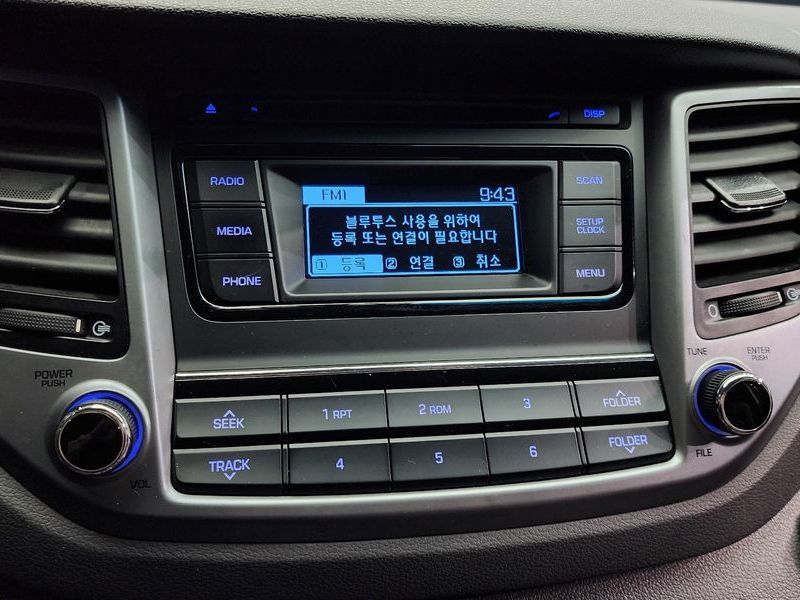 DISP
RADIO
MEDIA
PHONE
FM1 9:43
블루투스 사용을 위하여
등록 또는 연결이 필요합니다
1 등록 2 연결 3 취소
SCAN
SETUP
CLOCK
MENU
POWER
PUSH
VOL
SEEK
1 RPT
2 RDM
3
FOLDER
TRACK
4
5
6
FOLDER
TUNE
ENTER
PUSH
FILE